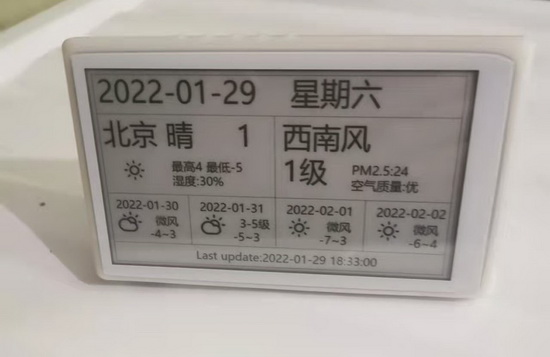 2022-01-29 星期六
北京 晴 1 西南风
1级
最高4 最低-5 PM2.5:24
湿度:30% 空气质量:优
2022-01-30 2022-01-31 2022-02-01 2022-02-02
微风 3-5级 微风 微风
-4~3 -5~3 -7~3 -6~4
Last update:2022-01-29 18:33:00